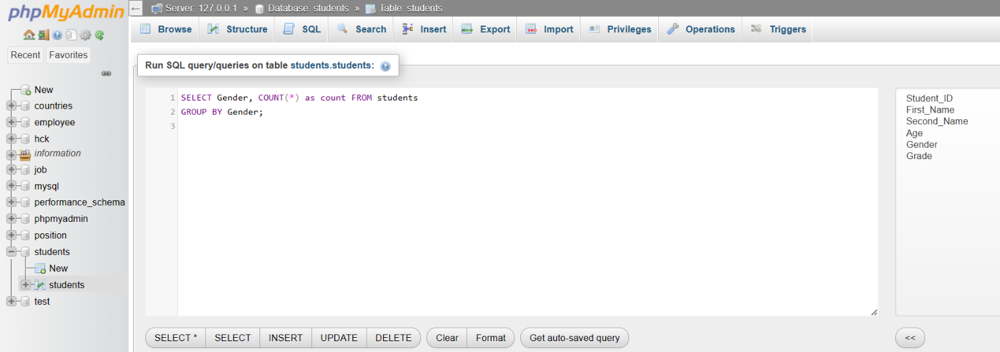 phpMyAdmin
Recent Favorites
New
countries
employee
hck
information
job
mysql
performance_schema
phpmyadmin
position
students
New
students
test
← Server: 127.0.0.1 » Database: students » Table: students
Browse Structure SQL Search Insert Export Import Privileges Operations Triggers
Run SQL query/queries on table students.students:
1 SELECT Gender, COUNT(*) as count FROM students
2 GROUP BY Gender;
3
Student_ID
First_Name
Second_Name
Age
Gender
Grade
SELECT * SELECT INSERT UPDATE DELETE Clear Format Get auto-saved query <<